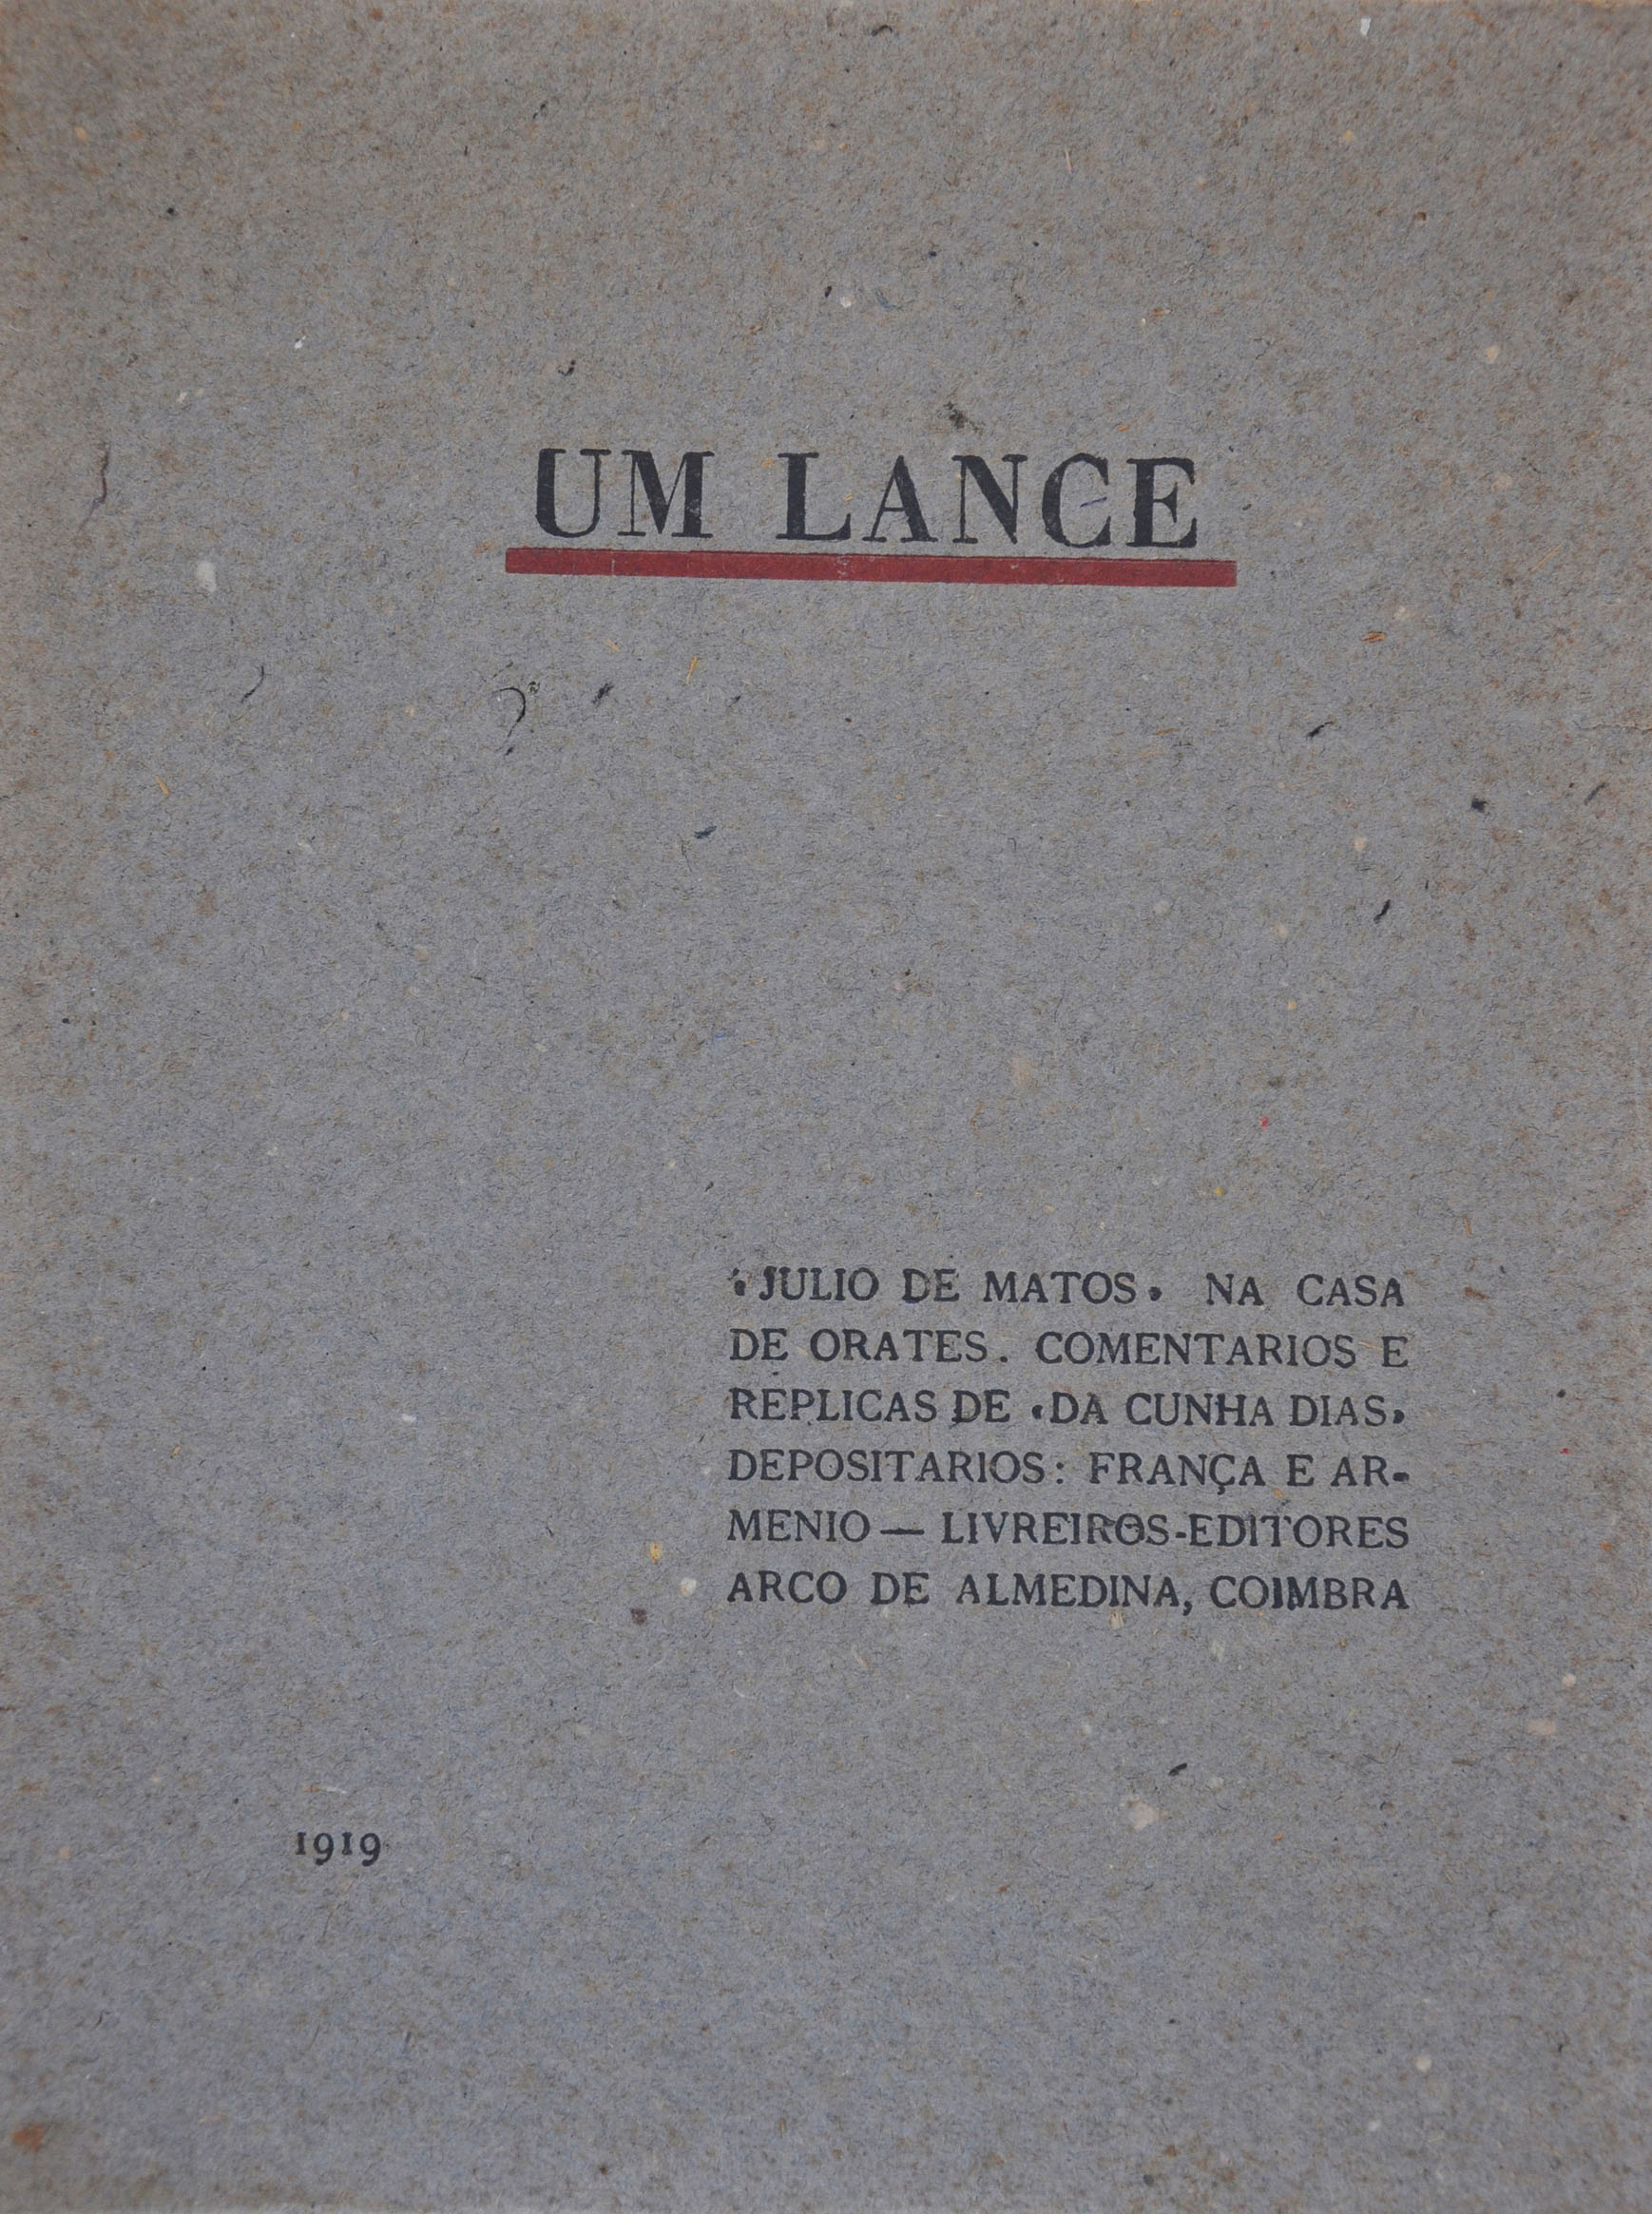 UM LANCE
«JULIO DE MATOS» NA CASA
DE ORATES. COMENTARIOS E
REPLICAS DE «DA CUNHA DIAS»
DEPOSITARIOS: FRANÇA E AR-
MENIO — LIVREIROS-EDITORES
ARCO DE ALMEDINA, COIMBRA
1919